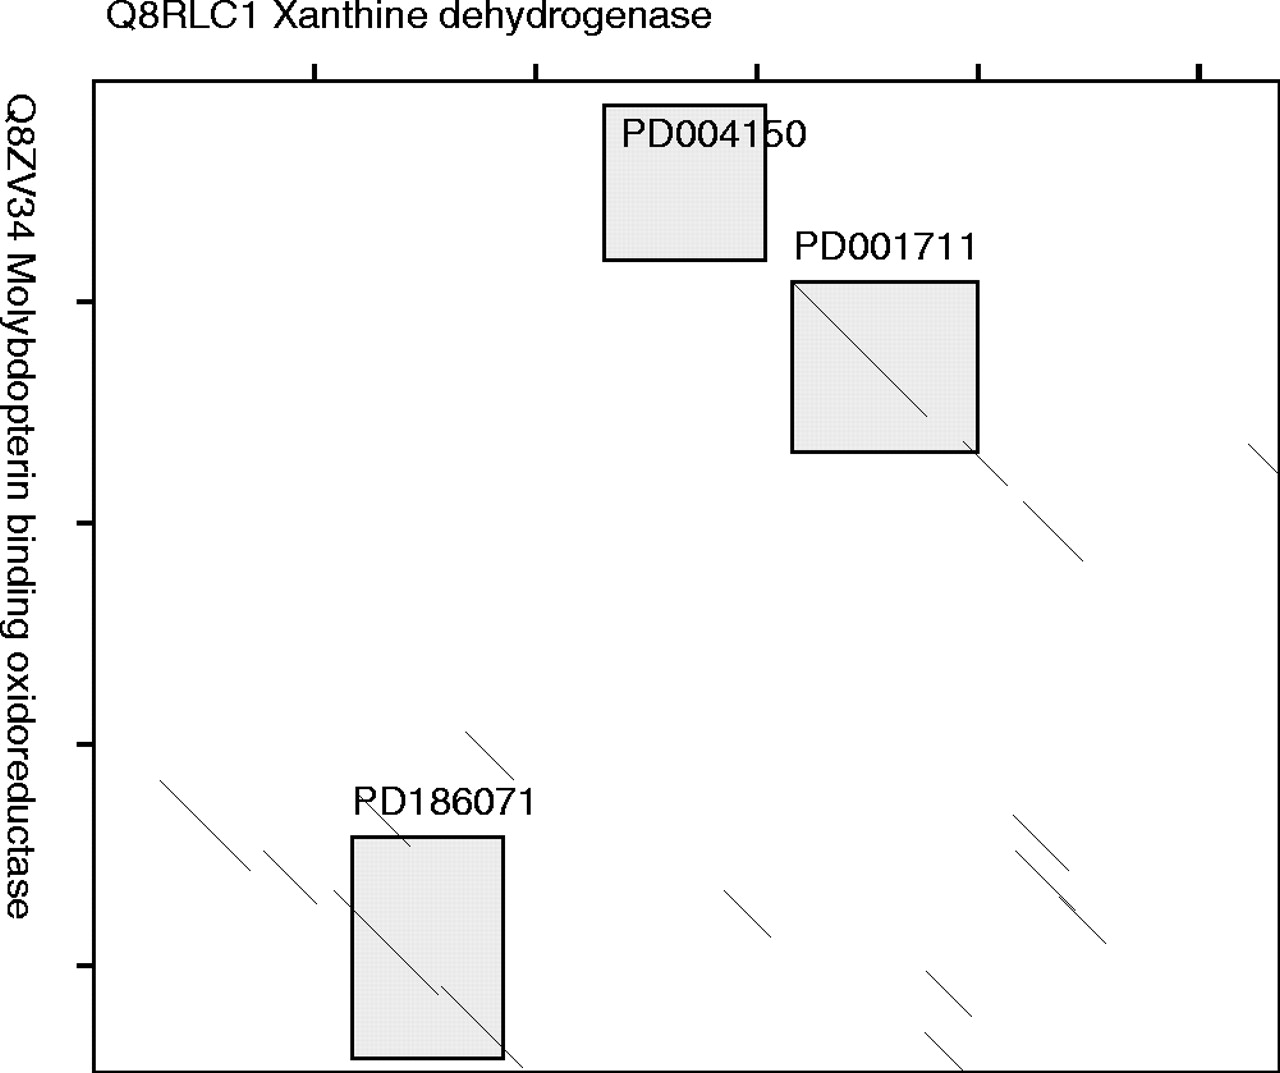 Q8RLC1 Xanthine dehydrogenase
Q8ZV34 Molybdopterin binding oxidoreductase
PD004150
PD001711
PD186071